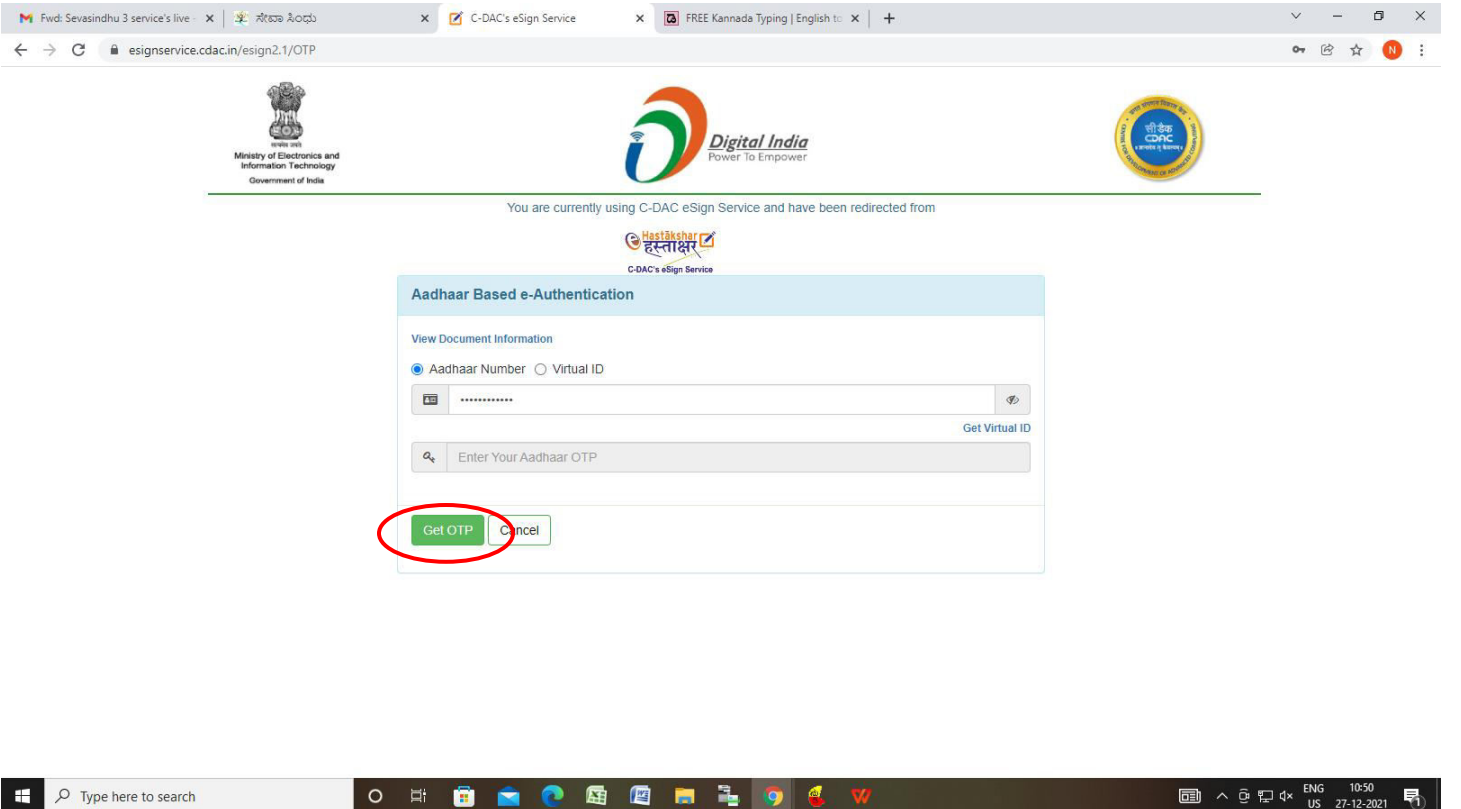 Fwd: Sevasindhu 3 service's live -
ಸೇವಾ ಸಿಂಧು
C-DAC's eSign Service
FREE Kannada Typing | English to
esignservice.cdac.in/esign2.1/OTP
N
सत्यमेव जयते
Ministry of Electronics and
Information Technology
Government of India
Digital India
Power To Empower
सी डैक
CDAC
You are currently using C-DAC eSign Service and have been redirected from
e Hastākshar
हस्ताक्षर
C-DAC's eSign Service
Aadhaar Based e-Authentication
View Document Information
Aadhaar Number
Virtual ID
••••••••••••
Get Virtual ID
Enter Your Aadhaar OTP
Get OTP
Cancel
Type here to search
ENG
US
10:50
27-12-2021
1